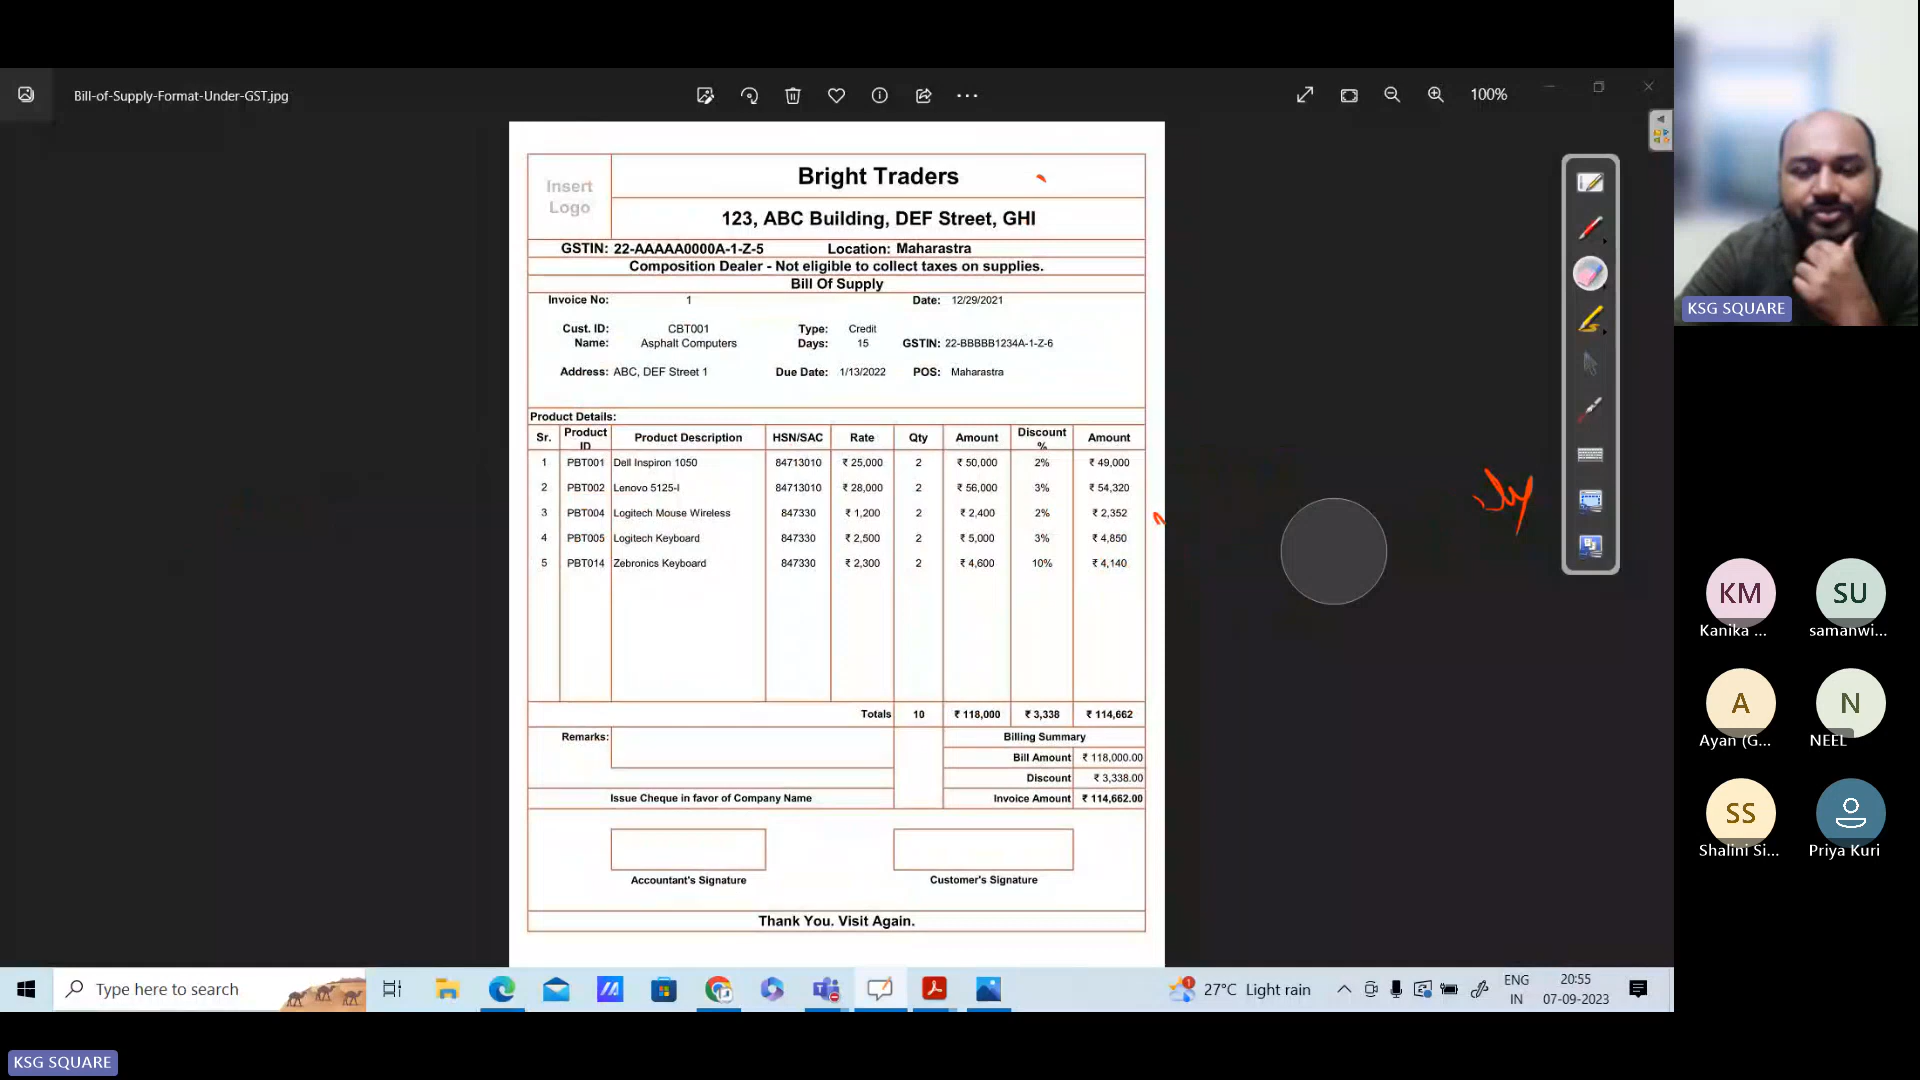 Bill-of-Supply-Format-Under-GST.jpg
100%
Insert
Logo
Bright Traders
123, ABC Building, DEF Street, GHI
GSTIN: 22-AAAAA0000A-1-Z-5 Location: Maharastra
Composition Dealer - Not eligible to collect taxes on supplies.
Bill Of Supply
Invoice No: 1 Date: 12/29/2021
Cust. ID: CBT001 Type: Credit
Name: Asphalt Computers Days: 15 GSTIN: 22-BBBBB1234A-1-Z-6
Address: ABC, DEF Street 1 Due Date: 1/13/2022 POS: Maharastra
Product Details:
Sr. Product ID Product Description HSN/SAC Rate Qty Amount Discount % Amount
1 PBT001 Dell Inspiron 1050 84713010 ₹ 25,000 2 ₹ 50,000 2% ₹ 49,000
2 PBT002 Lenovo 5125-I 84713010 ₹ 28,000 2 ₹ 56,000 3% ₹ 54,320
3 PBT004 Logitech Mouse Wireless 847330 ₹ 1,200 2 ₹ 2,400 2% ₹ 2,352
4 PBT005 Logitech Keyboard 847330 ₹ 2,500 2 ₹ 5,000 3% ₹ 4,850
5 PBT014 Zebronics Keyboard 847330 ₹ 2,300 2 ₹ 4,600 10% ₹ 4,140
Totals 10 ₹ 118,000 ₹ 3,338 ₹ 114,662
Remarks: Billing Summary
Bill Amount ₹ 118,000.00
Discount ₹ 3,338.00
Issue Cheque in favor of Company Name Invoice Amount ₹ 114,662.00
Accountant's Signature Customer's Signature
Thank You. Visit Again.
KSG SQUARE
KM SU
Kanika ... samanwi...
A N
Ayan (G... NEEL
SS
Shalini Si... Priya Kuri
Type here to search
27°C Light rain
ENG
IN
20:55
07-09-2023
KSG SQUARE